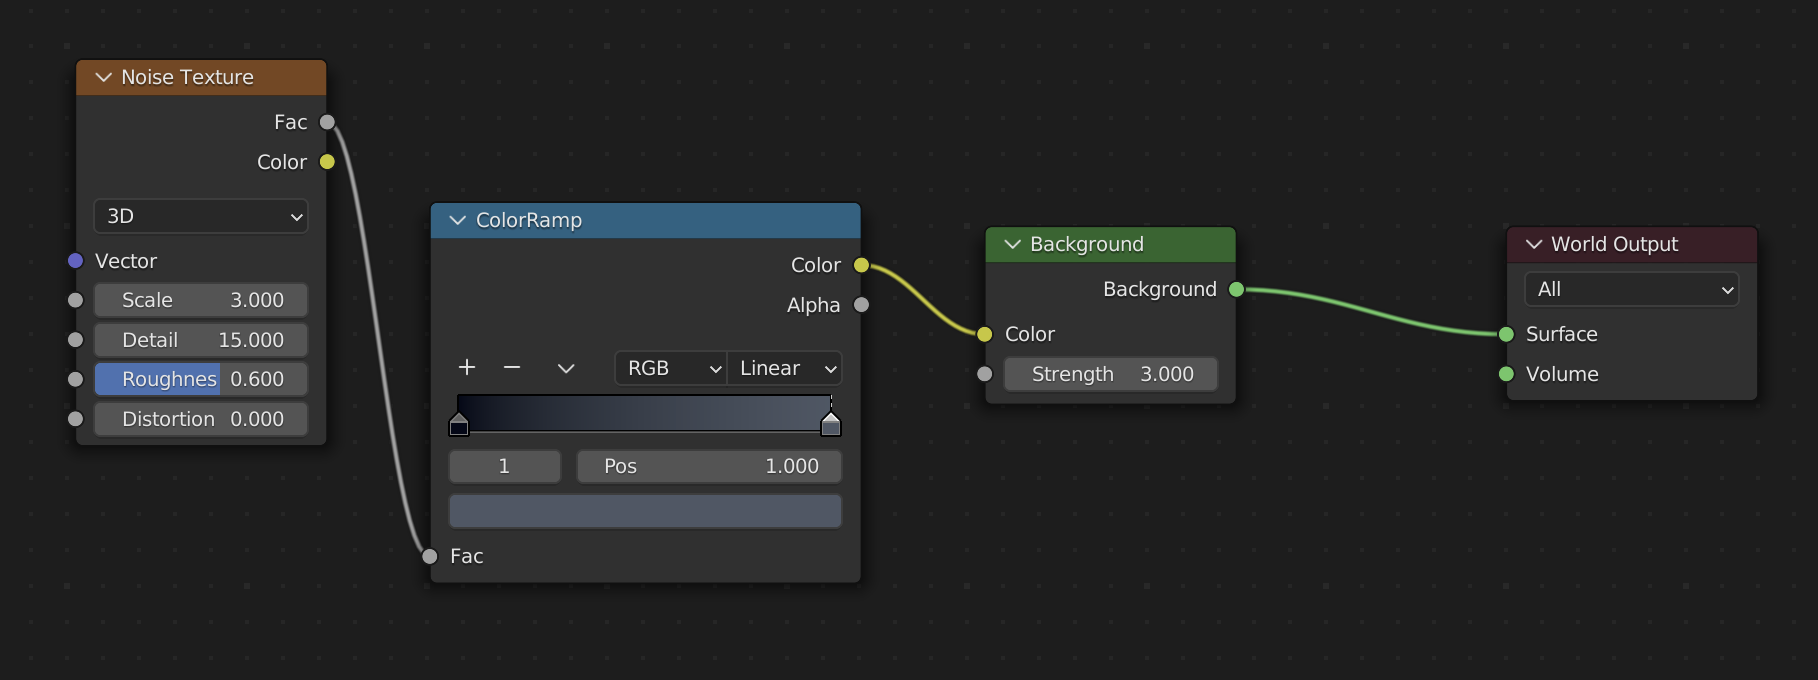 Noise Texture
Fac
Color
3D
Vector
Scale 3.000
Detail 15.000
Roughnes 0.600
Distortion 0.000
ColorRamp
Color
Alpha
RGB Linear
1 Pos 1.000
Fac
Background
Background
Color
Strength 3.000
World Output
All
Surface
Volume